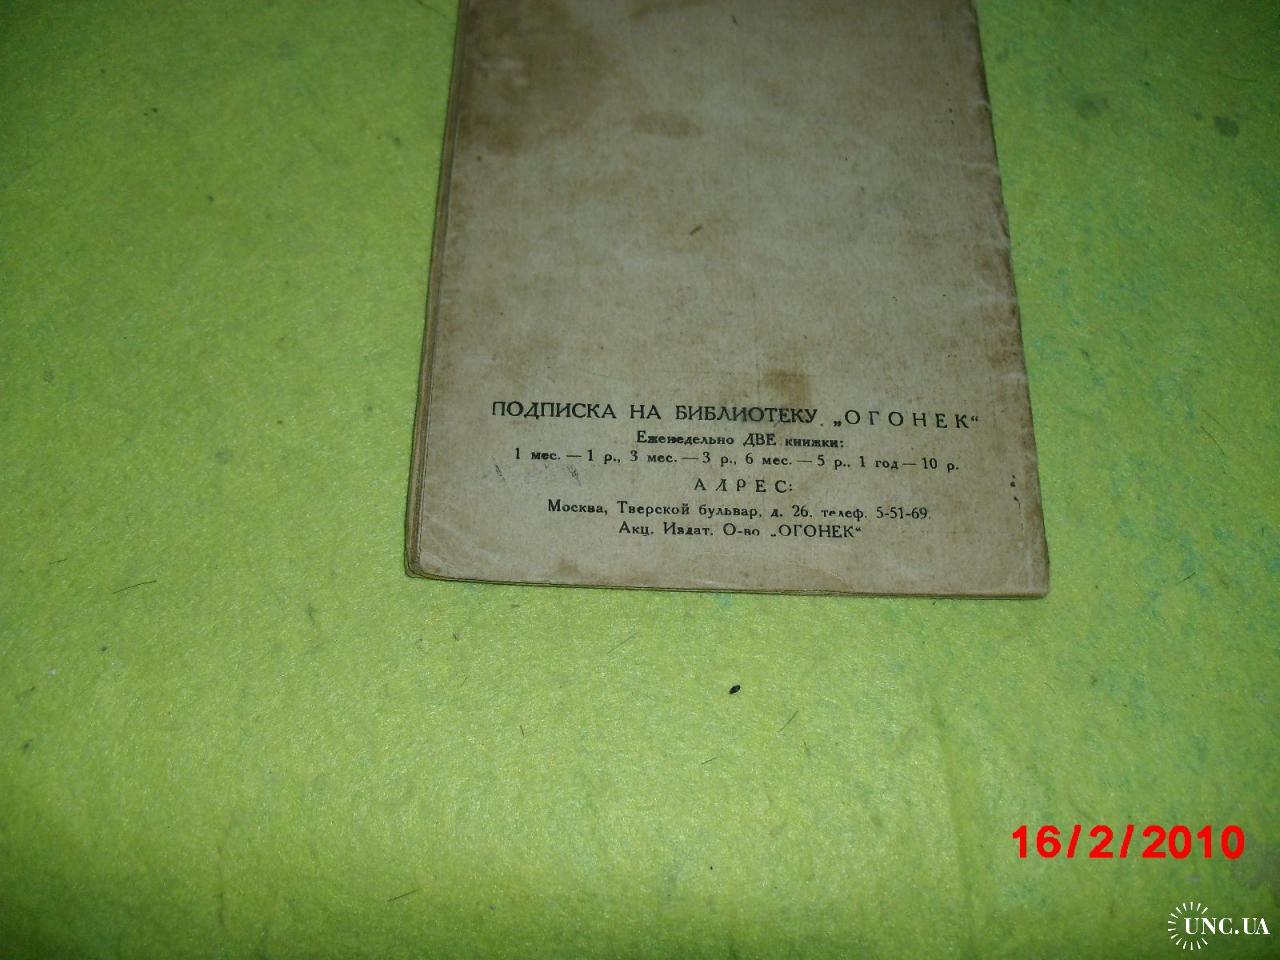 ПОДПИСКА НА БИБЛИОТЕКУ „ОГОНЕК“
Еженедельно ДВЕ книжки:
1 мес. — 1 р., 3 мес. — 3 р., 6 мес. — 5 р., 1 год — 10 р.
АДРЕС:
Москва, Тверской бульвар, д. 26. телеф. 5-51-69.
Акц. Издат. О-во „ОГОНЕК“
16/2/2010
UNC.UA